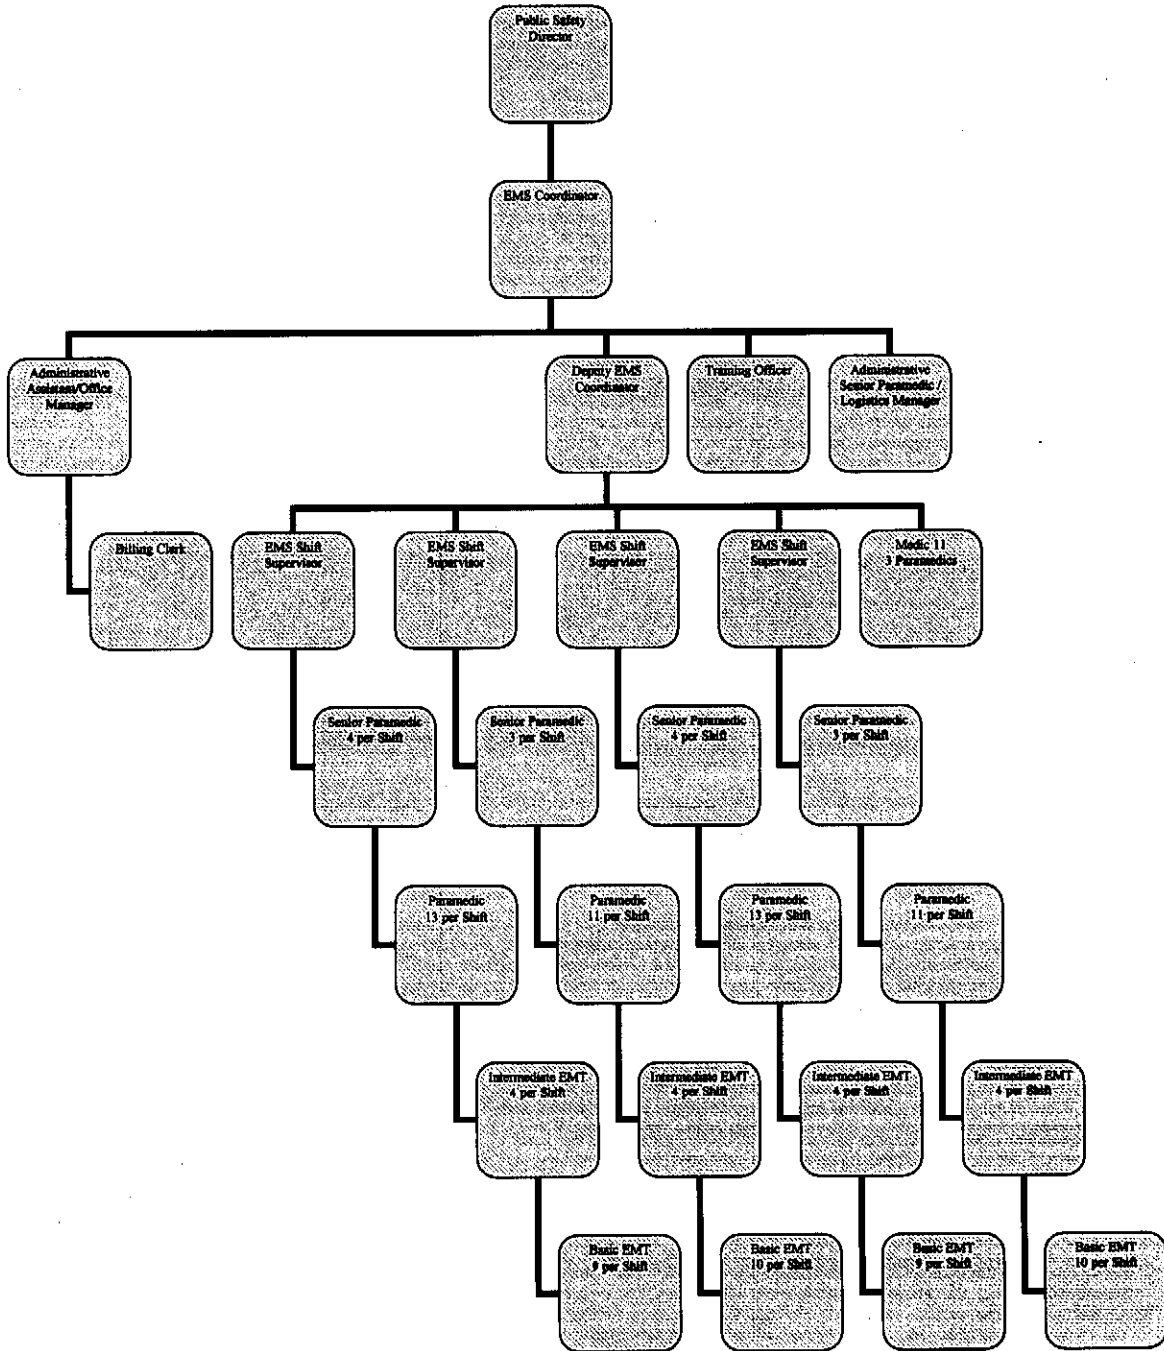 Public Safety
Director
EMS Coordinator
Administrative
Assistant/Office
Manager
Deputy EMS
Coordinator
Training Officer
Administrative
Senior Paramedic /
Logistics Manager
Billing Clerk
EMS Shift
Supervisor
EMS Shift
Supervisor
EMS Shift
Supervisor
EMS Shift
Supervisor
Medic 11
3 Paramedics
Senior Paramedic
4 per Shift
Senior Paramedic
3 per Shift
Senior Paramedic
4 per Shift
Senior Paramedic
3 per Shift
Paramedic
13 per Shift
Paramedic
11 per Shift
Paramedic
13 per Shift
Paramedic
11 per Shift
Intermediate EMT
4 per Shift
Intermediate EMT
4 per Shift
Intermediate EMT
4 per Shift
Intermediate EMT
4 per Shift
Basic EMT
9 per Shift
Basic EMT
10 per Shift
Basic EMT
9 per Shift
Basic EMT
10 per Shift